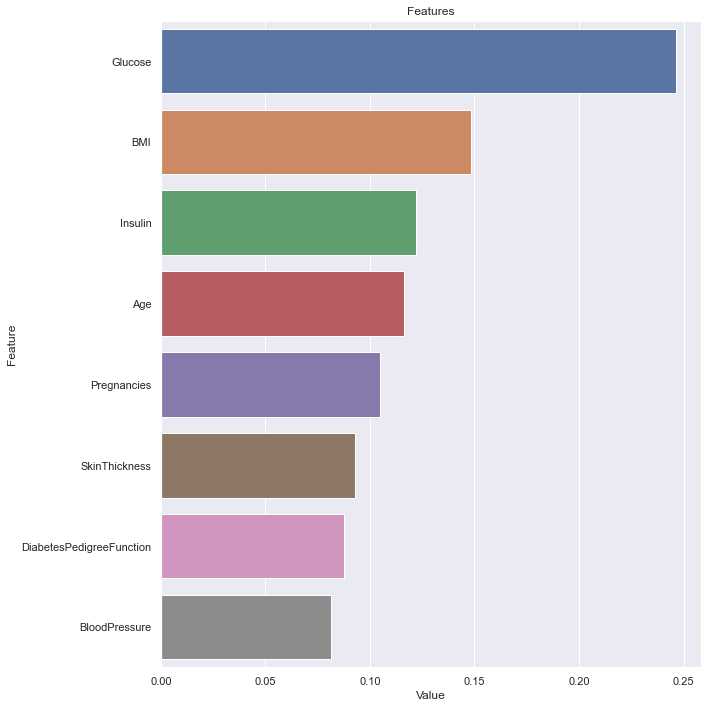 Features
Glucose
BMI
Insulin
Age
Pregnancies
SkinThickness
DiabetesPedigreeFunction
BloodPressure
Feature
0.00 0.05 0.10 0.15 0.20 0.25
Value